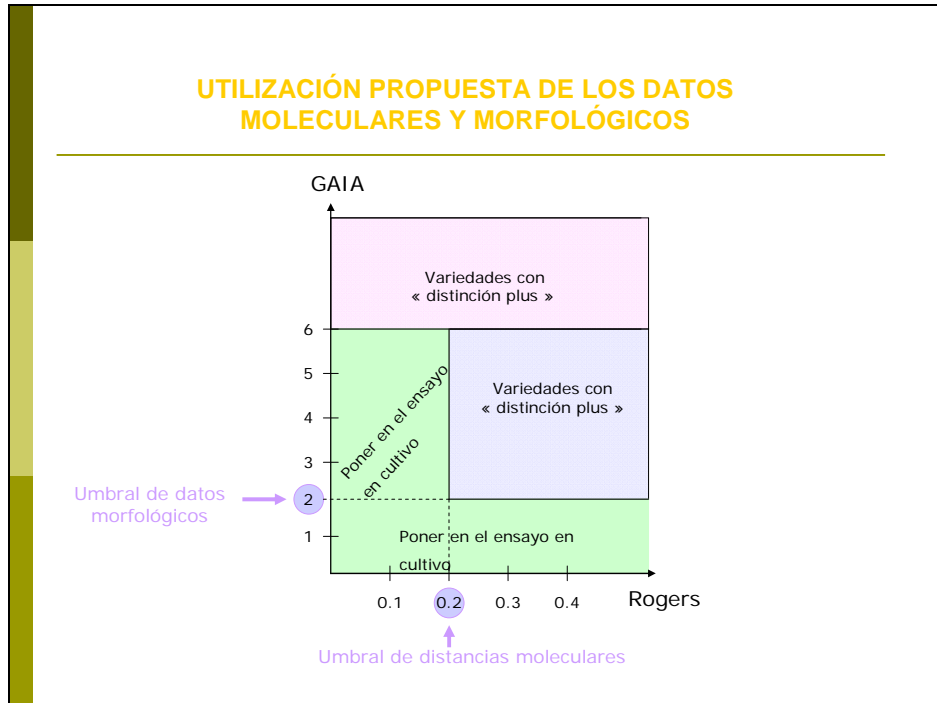 UTILIZACIÓN PROPUESTA DE LOS DATOS
MOLECULARES Y MORFOLÓGICOS
GAIA
Variedades con
« distinción plus »
6
5
4
3
2
1
Poner en el ensayo
en cultivo
Variedades con
« distinción plus »
Umbral de datos
morfológicos
Poner en el ensayo en
cultivo
0.1 0.2 0.3 0.4 Rogers
Umbral de distancias moleculares